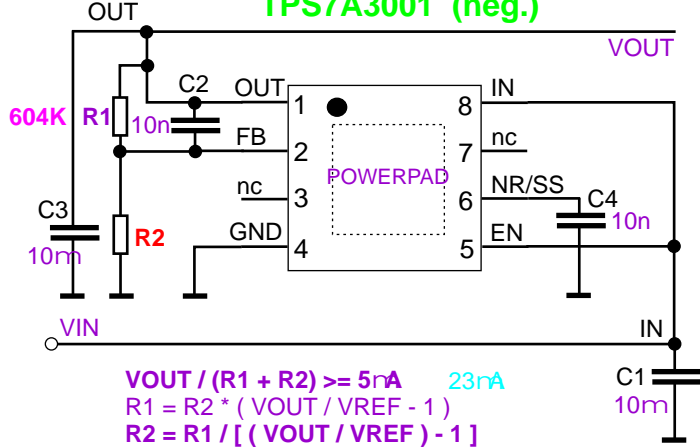 TPS7A3001 (neg.)
OUT
VOUT
C2
OUT
1
8
IN
604K
R1
10n
FB
2
7
nc
POWERPAD
nc
3
6
NR/SS
C4
10n
C3
10m
R2
GND
4
5
EN
VIN
IN
VOUT / (R1 + R2) >= 5mA
23mA
R1 = R2 * ( VOUT / VREF - 1 )
R2 = R1 / [ ( VOUT / VREF ) - 1 ]
C1
10m